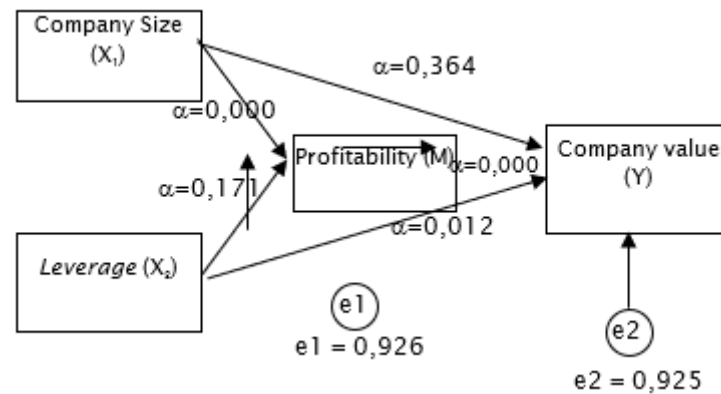 Company Size
(X₁)
α=0,364
α=0,000
Profitability (M)
α=0,000
Company value
(Y)
α=0,171
α=0,012
Leverage (X₂)
e1
e1 = 0,926
e2
e2 = 0,925